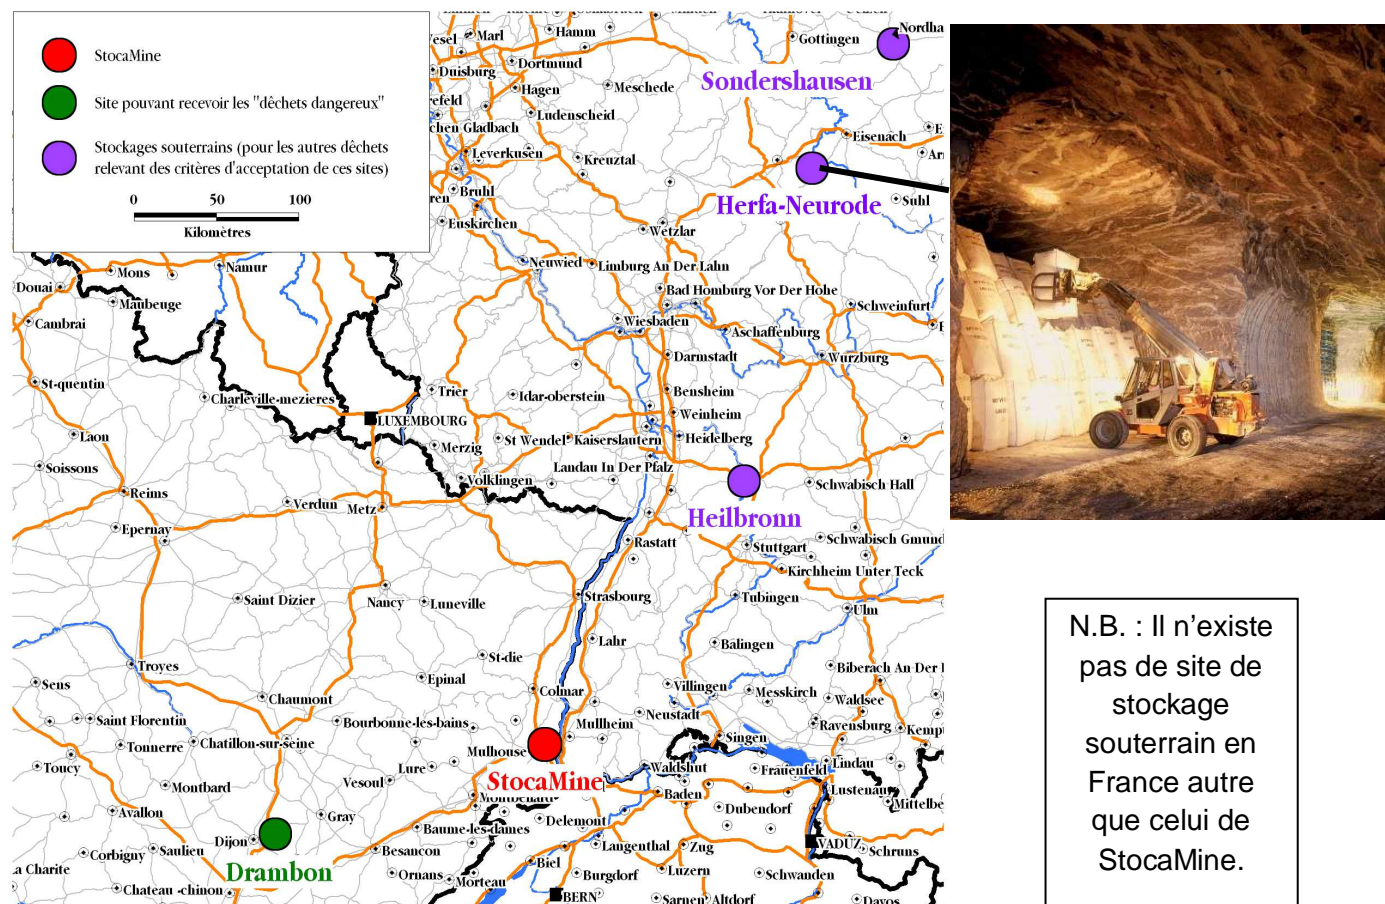 StocaMine
Site pouvant recevoir les "dêchets dangereux"
Stockages souterrains (pour les autres dêchets
relevant des critères d'acceptation de ces sites)
0 50 100
Kilomètres
Marl
Hamm
Gottingen
Nordha
Dortmund
Duisburg
Sondershausen
Hagen
Meschede
Ludenscheid
chen Gladbach
Eisenach
Leverkusen
Kreuztal
Bruhl
Suhl
Herfa-Neurode
Euskirchen
Wetzlar
Mons
Namur
Neuwied
Limburg An Der Lahn
Douai
Bad Homburg Vor Der Hohe
Maubeuge
Schweinfurt
Cambrai
Wiesbaden
Aschaffenburg
Darmstadt
Wurzburg
St-quentin
Trier
Bensheim
Charleville-mezieres
Idar-oberstein
Weinheim
LUXEMBOURG
Laon
St Wendel
Kaiserslautern
Heidelberg
Merzig
Soissons
Landau In Der Pfalz
Volklingen
Schwabisch Hall
Reims
Verdun
Metz
Heilbronn
Epernay
Rastatt
Stuttgart
Schwabisch Gmund
Kirchheim Unter Teck
Saint Dizier
Nancy
Luneville
Strasbourg
Tubingen
Ulm
Lahr
Balingen
St-die
Troyes
Biberach An Der
Sens
Epinal
Colmar
Villingen
Messkirch
Waldsee
Chaumont
Saint Florentin
Bourbonne-les-bains
Mullheim
Neustadt
Ravensburg
Kempt
Tonnerre
Chatillon-sur-seine
Mulhouse
Singen
Toucy
Vesoul
Lure
StocaMine
Waldshut
Frauenfeld
Lindau
Montbard
Baden
Lustenau
Mittelbe
Avallon
Gray
Delemont
Dubendorf
Baume-les-dames
Dijon
Corbigny
Saulieu
Besancon
Langenthal
Zug
VADUZ
Schruns
Drambon
Biel
La Charite
Ornans
Morteau
Burgdorf
Luzern
Schwanden
Chateau -chinon
BERN
Sarnen
Altdorf
Davos
N.B. : Il n’existe
pas de site de
stockage
souterrain en
France autre
que celui de
StocaMine.